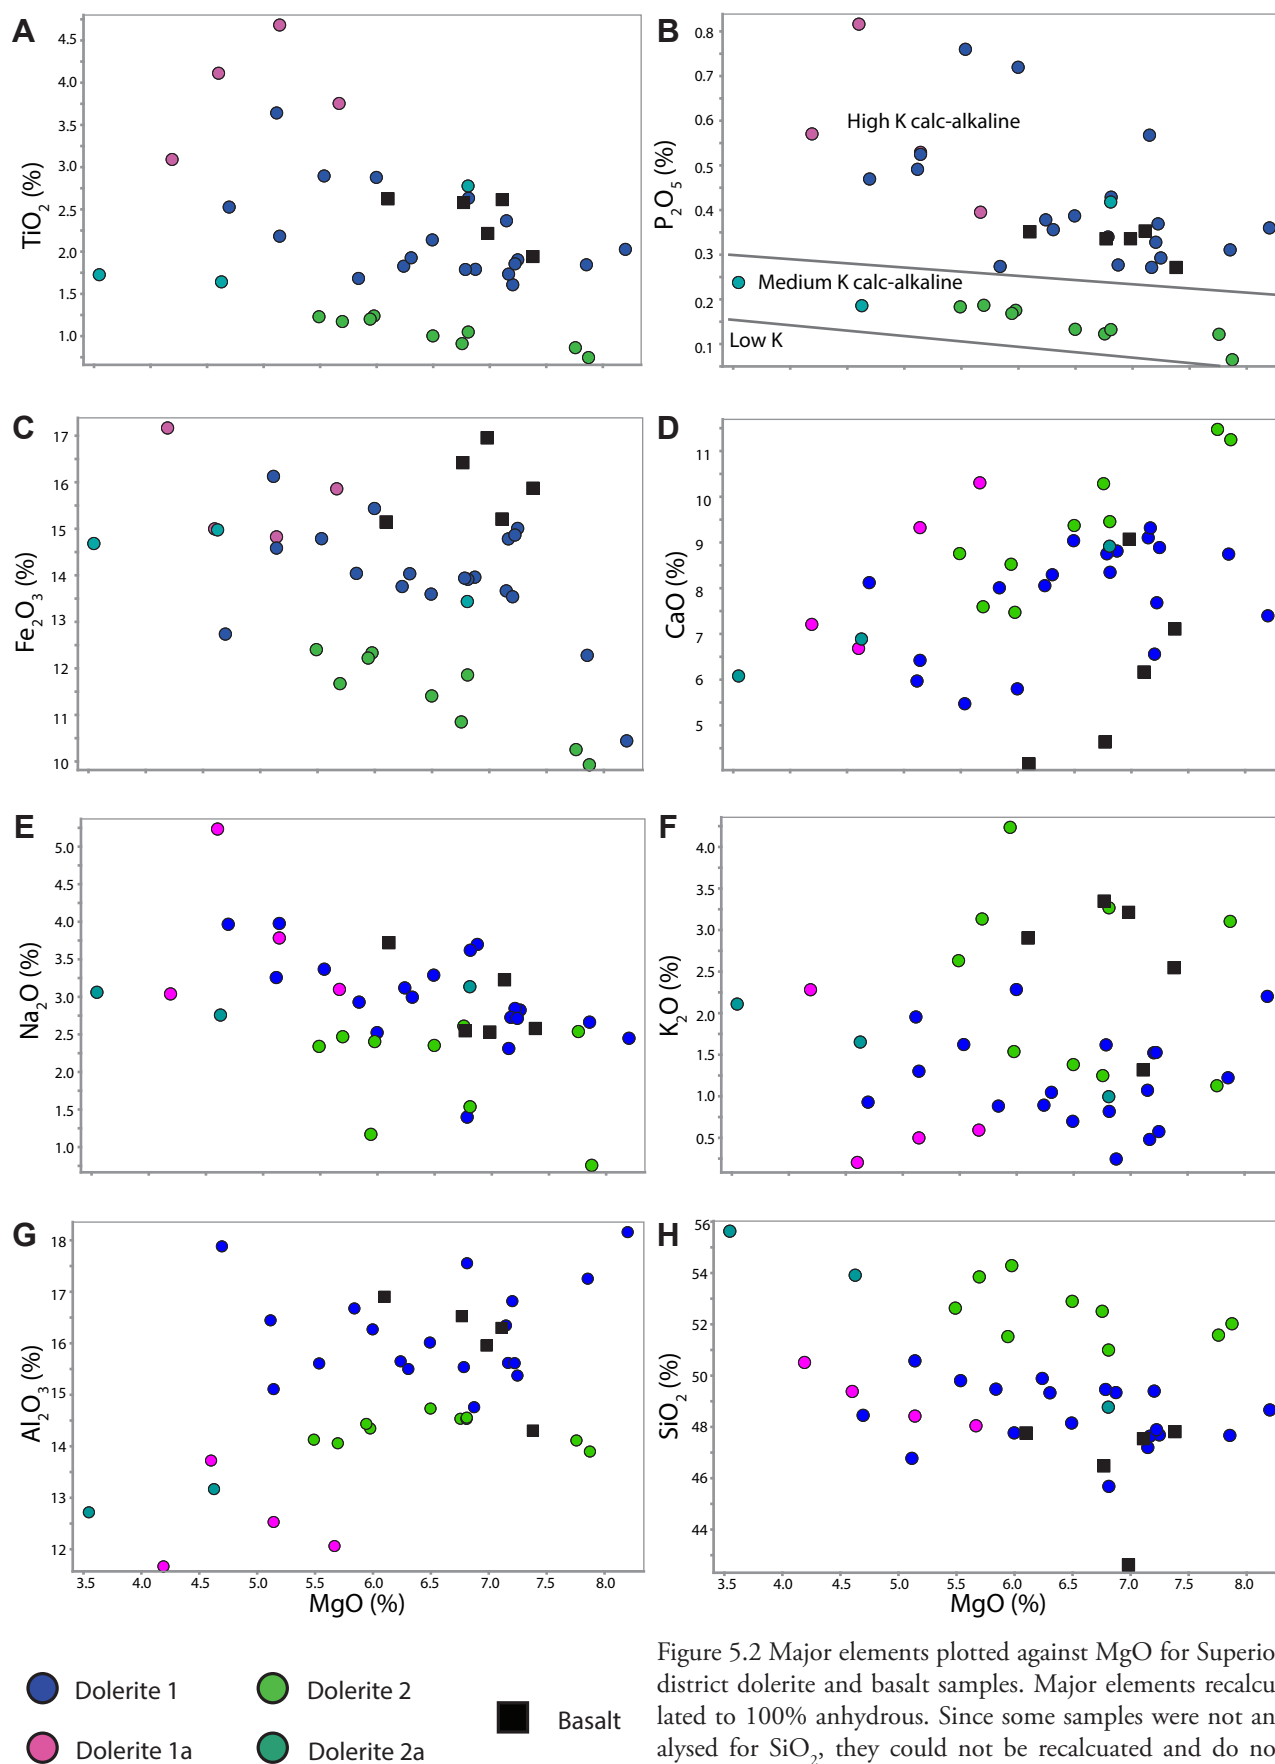 A
4.5
4.0
3.5
3.0
2.5
2.0
1.5
1.0
TiO2 (%)
B
0.8
0.7
0.6
0.5
0.4
0.3
0.2
0.1
P2O5 (%)
High K calc-alkaline
Medium K calc-alkaline
Low K
C
17
16
15
14
13
12
11
10
Fe2O3 (%)
D
11
10
9
8
7
6
5
CaO (%)
E
5.0
4.5
4.0
3.5
3.0
2.5
2.0
1.5
1.0
Na2O (%)
F
4.0
3.5
3.0
2.5
2.0
1.5
1.0
0.5
K2O (%)
G
18
17
16
15
14
13
12
Al2O3 (%)
3.5 4.0 4.5 5.0 5.5 6.0 6.5 7.0 7.5 8.0
MgO (%)
H
56
54
52
50
48
46
44
SiO2 (%)
3.5 4.0 4.5 5.0 5.5 6.0 6.5 7.0 7.5 8.0
MgO (%)
Dolerite 1
Dolerite 2
Basalt
Dolerite 1a
Dolerite 2a
Figure 5.2 Major elements plotted against MgO for Superio
district dolerite and basalt samples. Major elements recalcu
lated to 100% anhydrous. Since some samples were not an
alysed for SiO2, they could not be recalcuated and do no